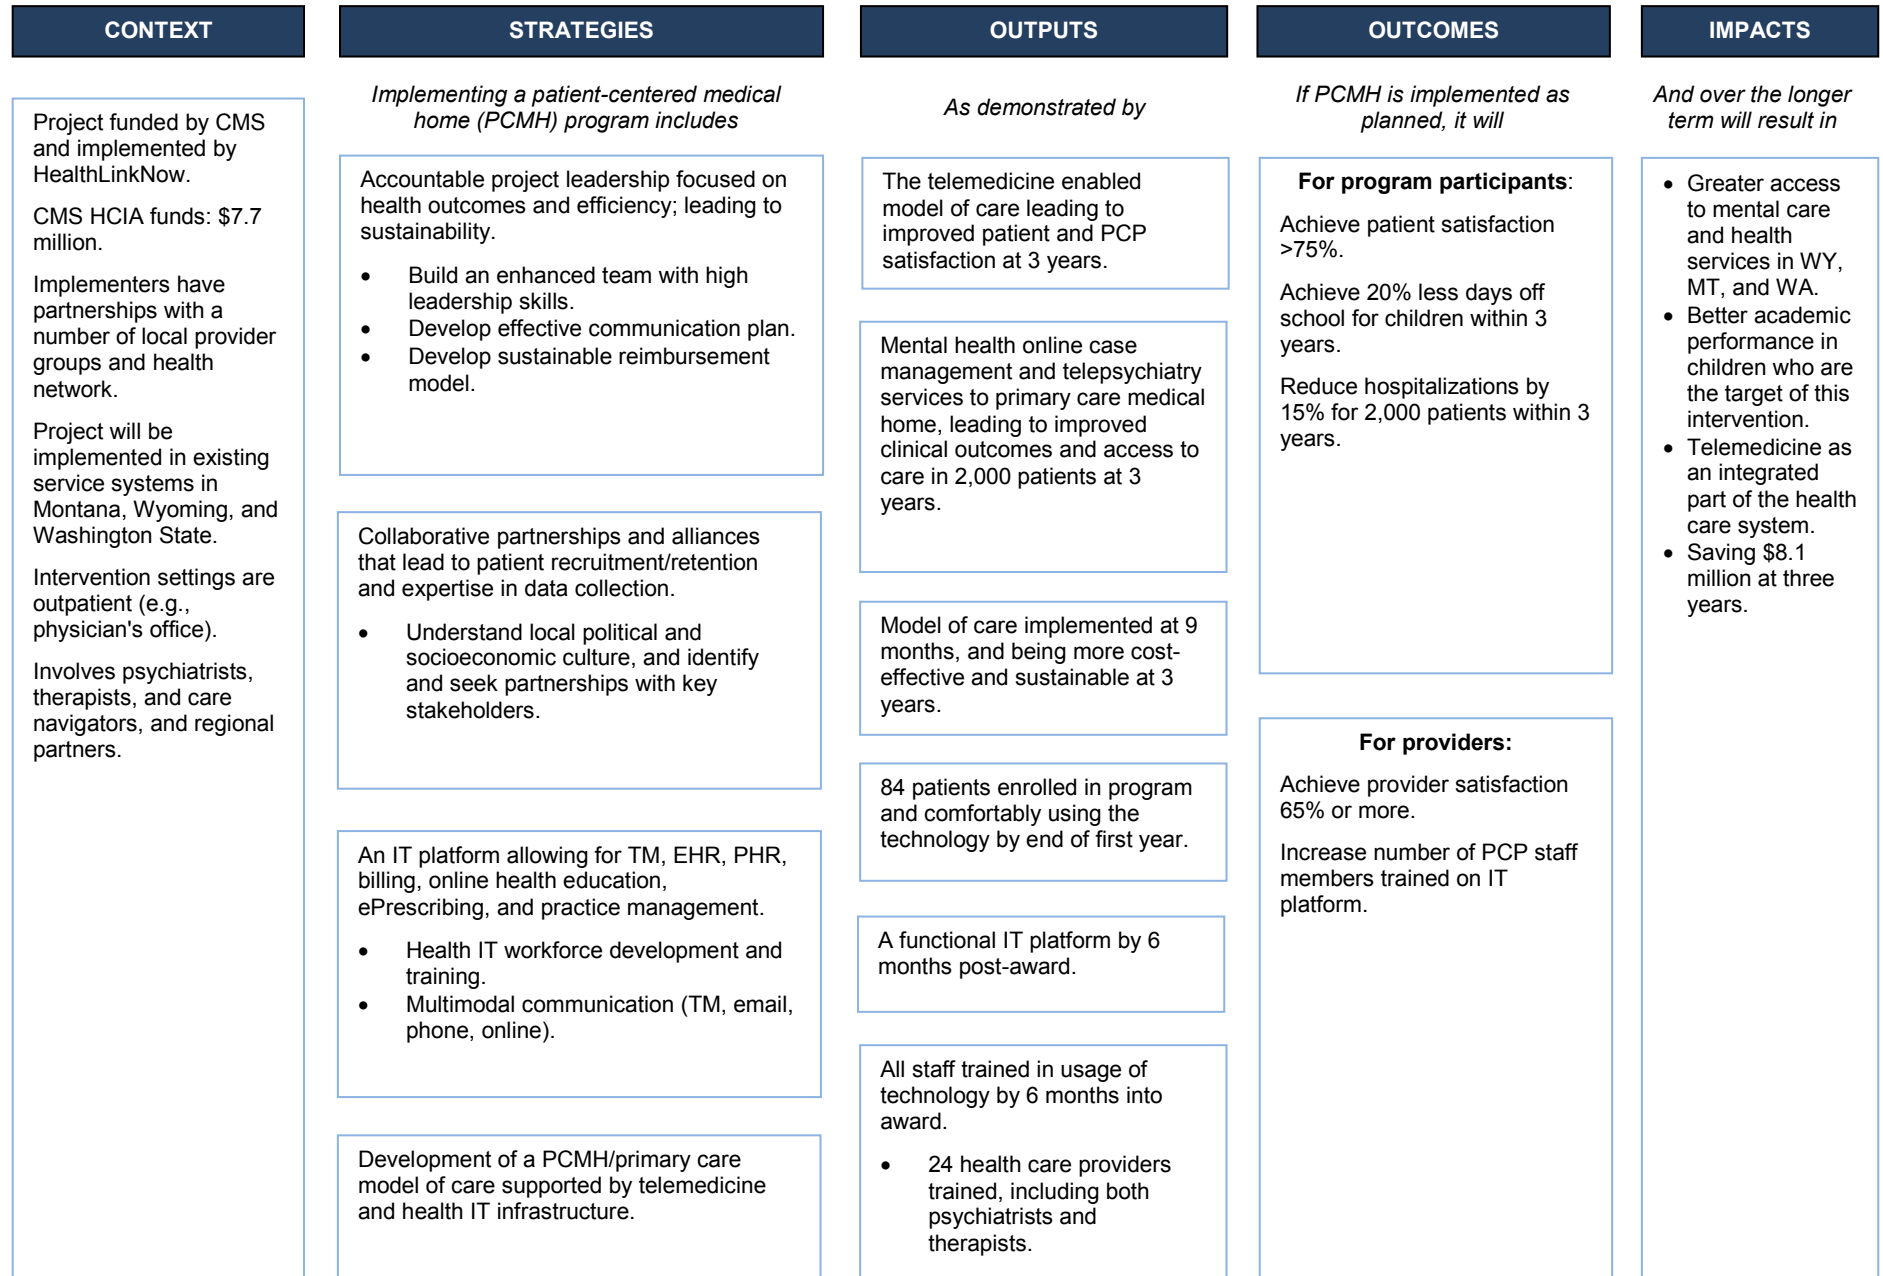 CONTEXT
Project funded by CMS
and implemented by
HealthLinkNow.
CMS HCIA funds: $7.7
million.
Implementers have
partnerships with a
number of local provider
groups and health
network.
Project will be
implemented in existing
service systems in
Montana, Wyoming, and
Washington State.
Intervention settings are
outpatient (e.g.,
physician's office).
Involves psychiatrists,
therapists, and care
navigators, and regional
partners.
STRATEGIES
Implementing a patient-centered medical
home (PCMH) program includes
Accountable project leadership focused on
health outcomes and efficiency; leading to
sustainability.
• Build an enhanced team with high
leadership skills.
• Develop effective communication plan.
• Develop sustainable reimbursement
model.
Collaborative partnerships and alliances
that lead to patient recruitment/retention
and expertise in data collection.
• Understand local political and
socioeconomic culture, and identify
and seek partnerships with key
stakeholders.
An IT platform allowing for TM, EHR, PHR,
billing, online health education,
ePrescribing, and practice management.
• Health IT workforce development and
training.
• Multimodal communication (TM, email,
phone, online).
Development of a PCMH/primary care
model of care supported by telemedicine
and health IT infrastructure.
OUTPUTS
As demonstrated by
The telemedicine enabled
model of care leading to
improved patient and PCP
satisfaction at 3 years.
Mental health online case
management and telepsychiatry
services to primary care medical
home, leading to improved
clinical outcomes and access to
care in 2,000 patients at 3
years.
Model of care implemented at 9
months, and being more cost-
effective and sustainable at 3
years.
84 patients enrolled in program
and comfortably using the
technology by end of first year.
A functional IT platform by 6
months post-award.
All staff trained in usage of
technology by 6 months into
award.
• 24 health care providers
trained, including both
psychiatrists and
therapists.
OUTCOMES
If PCMH is implemented as
planned, it will
For program participants:
Achieve patient satisfaction
>75%.
Achieve 20% less days off
school for children within 3
years.
Reduce hospitalizations by
15% for 2,000 patients within 3
years.
For providers:
Achieve provider satisfaction
65% or more.
Increase number of PCP staff
members trained on IT
platform.
IMPACTS
And over the longer
term will result in
• Greater access
to mental care
and health
services in WY,
MT, and WA.
• Better academic
performance in
children who are
the target of this
intervention.
• Telemedicine as
an integrated
part of the health
care system.
• Saving $8.1
million at three
years.